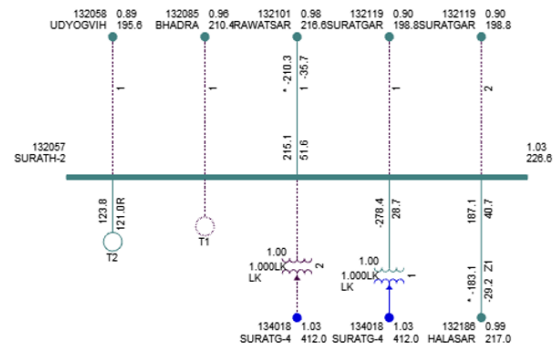 132058 0.89
UDYOGVIH 195.6
132085 0.96
BHADRA 210.4
132101 0.98
RAWATSAR 216.6
132119 0.90
SURATGAR 198.8
132119 0.90
SURATGAR 198.8
1
1
* -210.3
1 -35.7
1
2
132057
SURATH-2
1.03
226.6
215.1
51.6
123.8
121.0R
T2
T1
1.00
1.000LK
LK
2
-278.4
28.7
1.00
1.000LK
LK
1
187.1
40.7
* -183.1
-29.2 Z1
134018 1.03
SURATG-4 412.0
134018 1.03
SURATG-4 412.0
132186 0.99
HALASAR 217.0